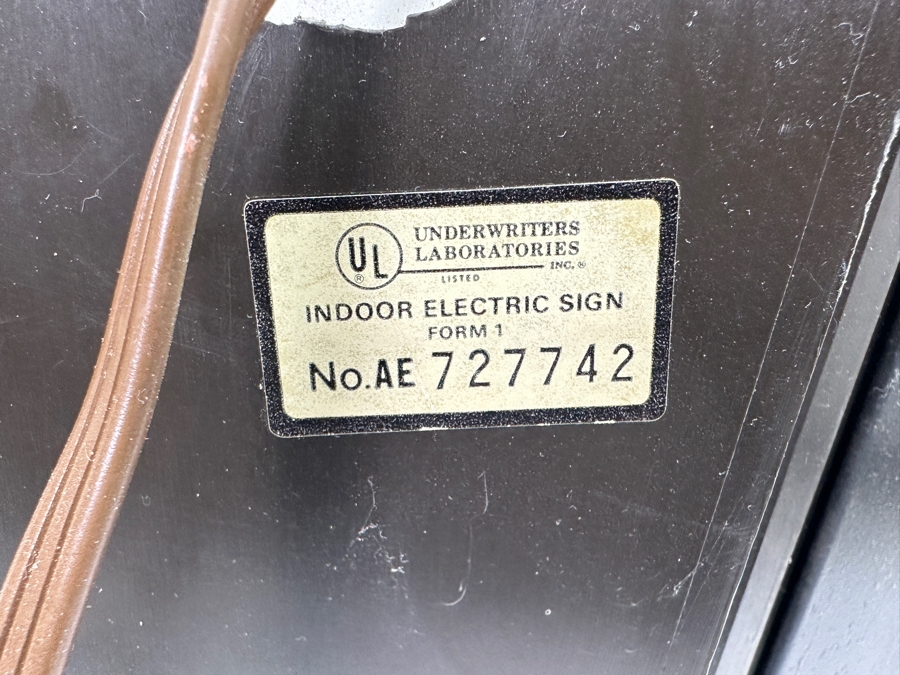 UL®
UNDERWRITERS
LABORATORIES
INC.®
LISTED
INDOOR ELECTRIC SIGN
FORM 1
No.AE 727742